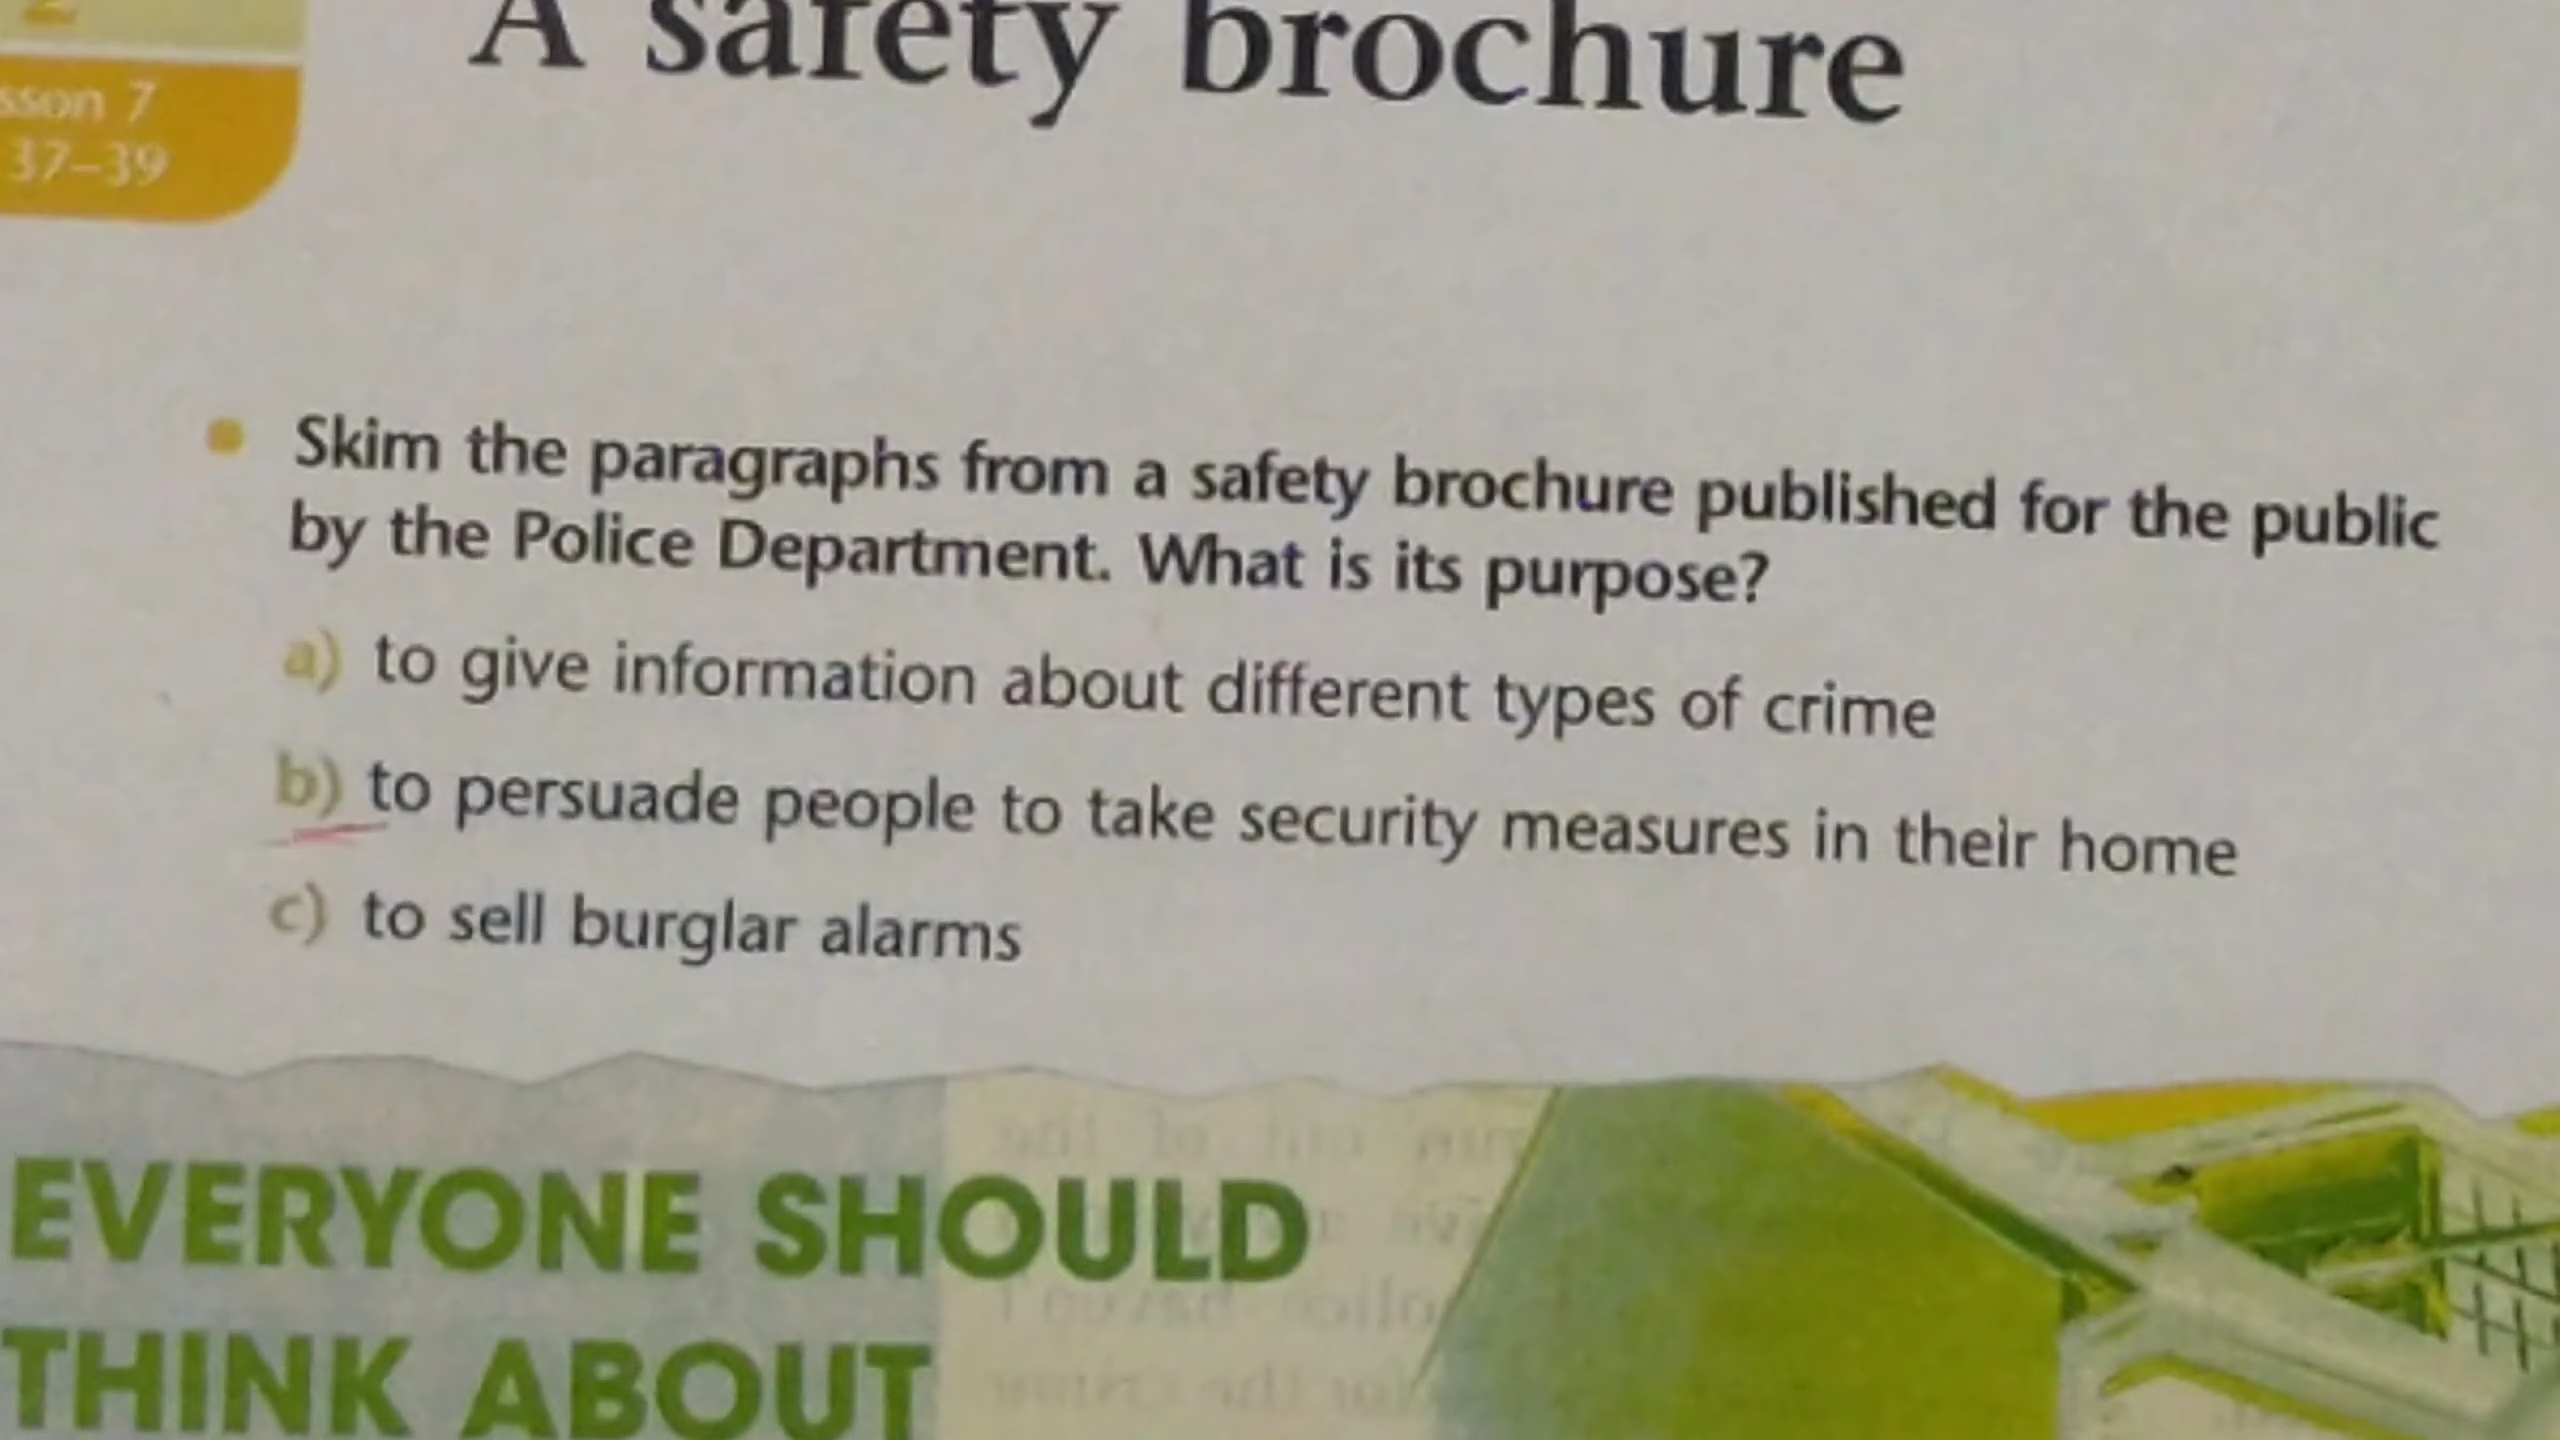 2
A safety brochure
sson 7
37–39
Skim the paragraphs from a safety brochure published for the public
by the Police Department. What is its purpose?
a) to give information about different types of crime
b) to persuade people to take security measures in their home
c) to sell burglar alarms
EVERYONE SHOULD
THINK ABOUT